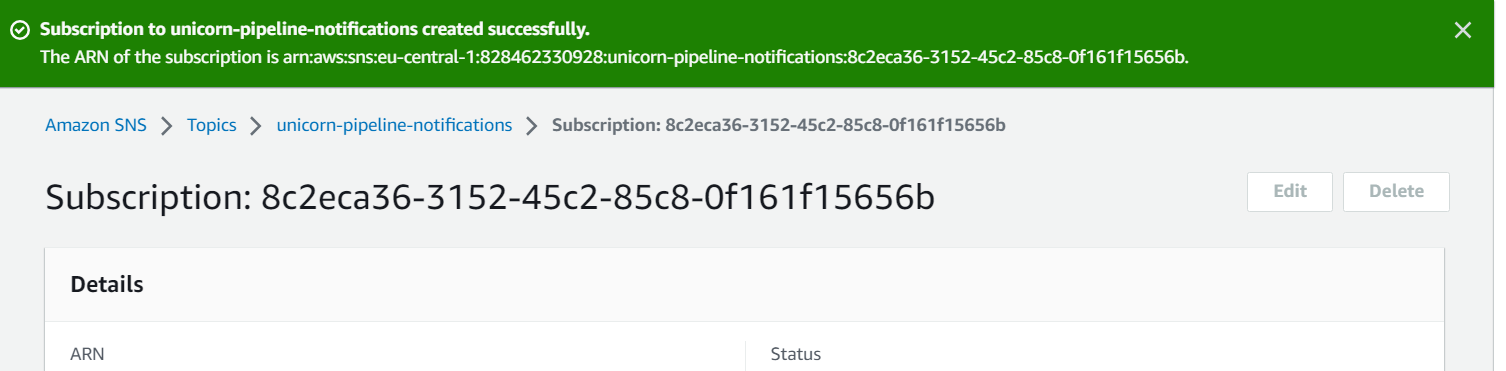 Subscription to unicorn-pipeline-notifications created successfully.
The ARN of the subscription is arn:aws:sns:eu-central-1:828462330928:unicorn-pipeline-notifications:8c2eca36-3152-45c2-85c8-0f161f15656b.
Amazon SNS > Topics > unicorn-pipeline-notifications > Subscription: 8c2eca36-3152-45c2-85c8-0f161f15656b
Subscription: 8c2eca36-3152-45c2-85c8-0f161f15656b
Edit
Delete
Details
ARN
Status